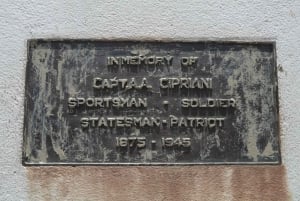 IN MEMORY OF
CAPT. A.A. CIPRIANI
SPORTSMAN . SOLDIER
STATESMAN - PATRIOT
1875 - 1945